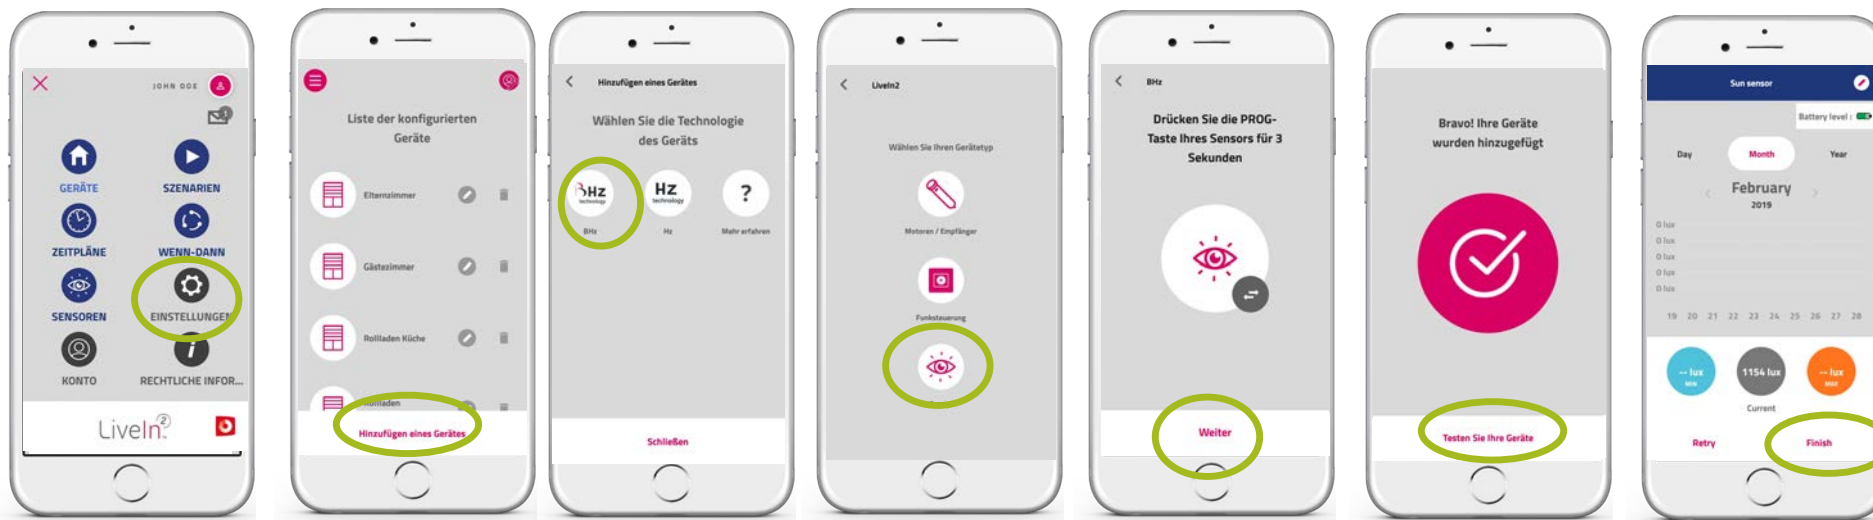 JOHN DOE
1
GERÄTE
SZENARIEN
ZEITPLÄNE
WENN-DANN
SENSOREN
EINSTELLUNGEN
KONTO
RECHTLICHE INFOR...
LiveIn2
Liste der konfigurierten
Geräte
Elternzimmer
Gästezimmer
Rollladen Küche
Rollladen
Hinzufügen eines Gerätes
Hinzufügen eines Gerätes
Wählen Sie die Technologie
des Geräts
BHz
technology
Hz
technology
?
BHz
Hz
Mehr erfahren
Schließen
LiveIn2
Wählen Sie Ihren Gerätetyp
Motoren / Empfänger
Funksteuerung
BHz
Drücken Sie die PROG-
Taste Ihres Sensors für 3
Sekunden
Weiter
Bravo! Ihre Geräte
wurden hinzugefügt
Testen Sie Ihre Geräte
Sun sensor
Battery level :
Day
Month
Year
February
2019
0 lux
0 lux
0 lux
0 lux
0 lux
19 20 21 22 23 24 25 26 27 28
-- lux
MIN
1154 lux
-- lux
MAX
Current
Retry
Finish